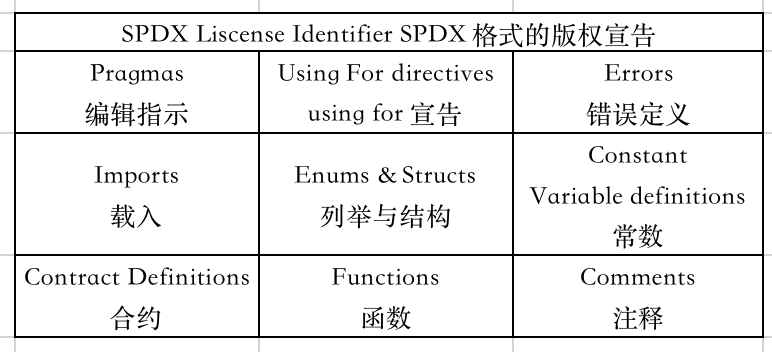 SPDX Liscense Identifier SPDX 格式的版权宣告
Pragmas
编辑指示
Using For directives
using for 宣告
Errors
错误定义
Imports
载入
Enums & Structs
列举与结构
Constant
Variable definitions
常数
Contract Definitions
合约
Functions
函数
Comments
注释